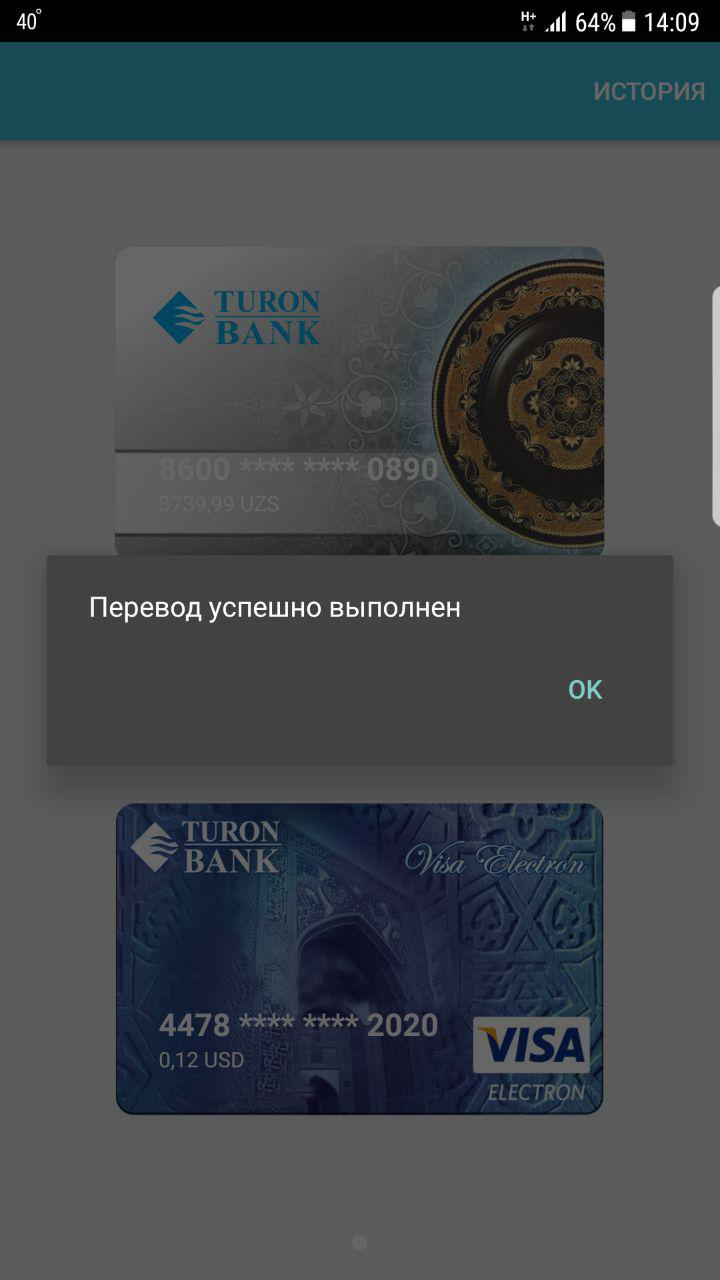 40°
H+ 64% 14:09
ИСТОРИЯ
TURON
BANK
8600 **** **** 0890
3739,99 UZS
Перевод успешно выполнен
OK
TURON
BANK
Visa Electron
4478 **** **** 2020
0,12 USD
VISA
ELECTRON